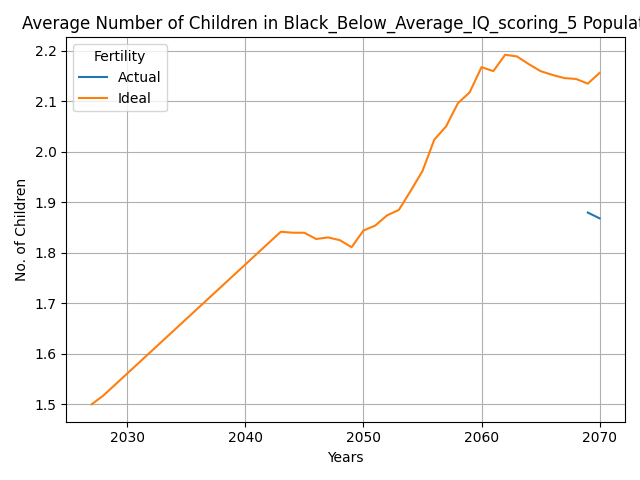 Average Number of Children in Black_Below_Average_IQ_scoring_5 Populat
Fertility
Actual
Ideal
2.2
2.1
2.0
1.9
1.8
1.7
1.6
1.5
No. of Children
2030 2040 2050 2060 2070
Years